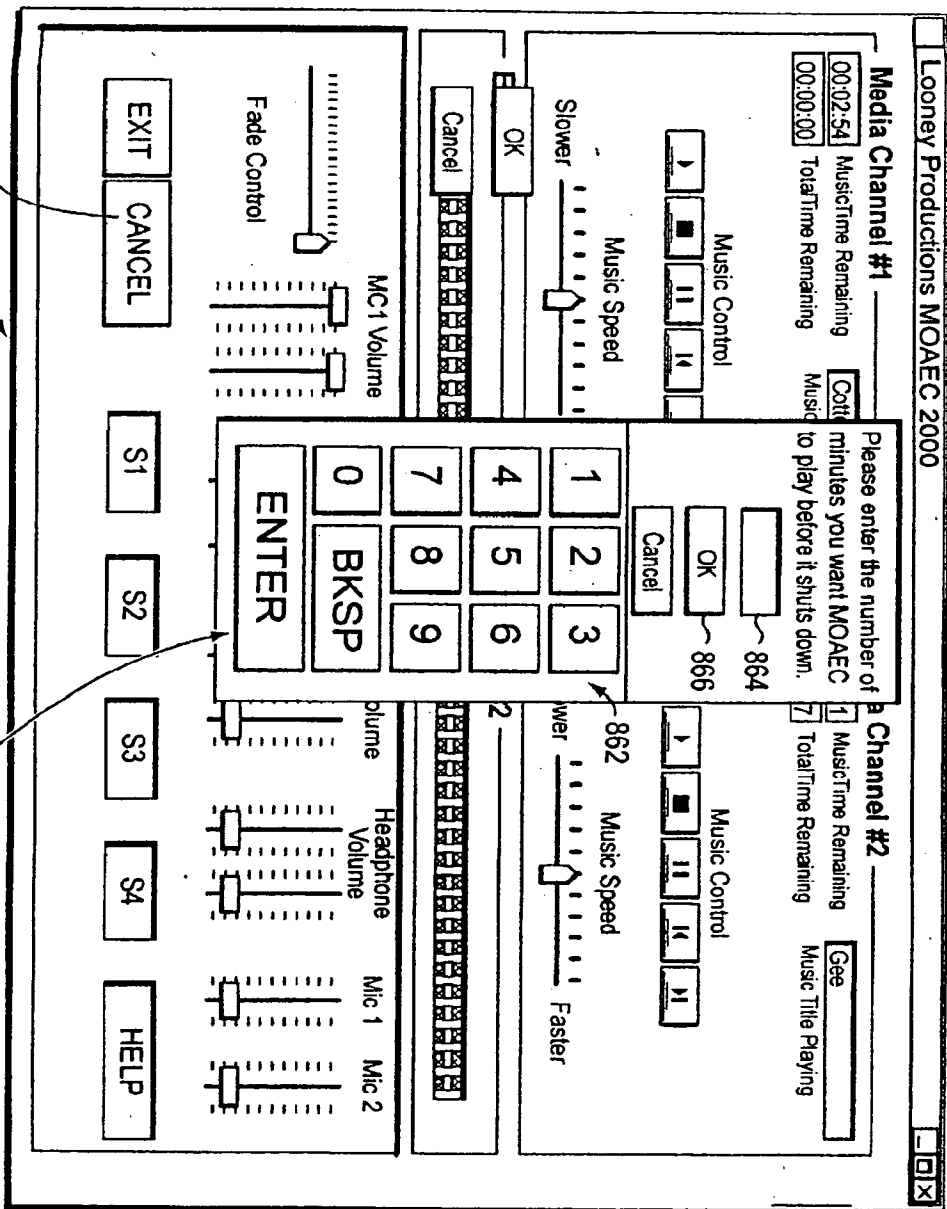 Looney Productions MOAEC 2000
Media Channel #1
00:02:54 MusicTime Remaining
00:00:00 TotalTime Remaining
Music Control
Music Speed
Slower
OK
Cancel
Please enter the number of
minutes you want MOAEC
to play before it shuts down.
864
OK
866
Cancel
862
1 2 3
4 5 6
7 8 9
0 BKSP
ENTER
Channel #2
1 MusicTime Remaining
7 TotalTime Remaining
Gee
Music Title Playing
Music Control
Music Speed
Faster
2
Fade Control
MC1 Volume
Headphone
Volume
Mic 1
Mic 2
EXIT
CANCEL
S1
S2
S3
S4
HELP